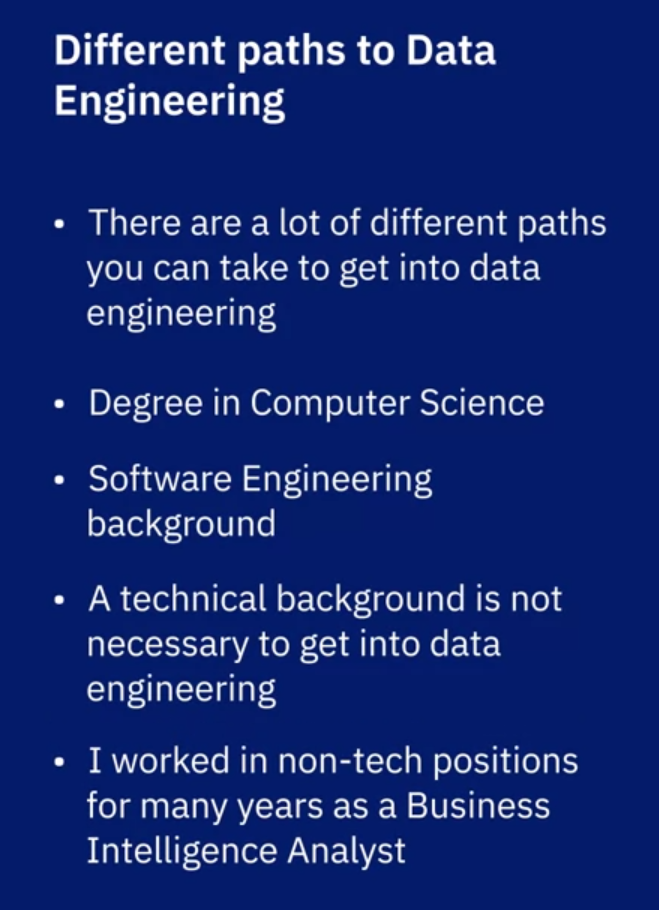 Different paths to Data
Engineering
• There are a lot of different paths
you can take to get into data
engineering
• Degree in Computer Science
• Software Engineering
background
• A technical background is not
necessary to get into data
engineering
• I worked in non-tech positions
for many years as a Business
Intelligence Analyst